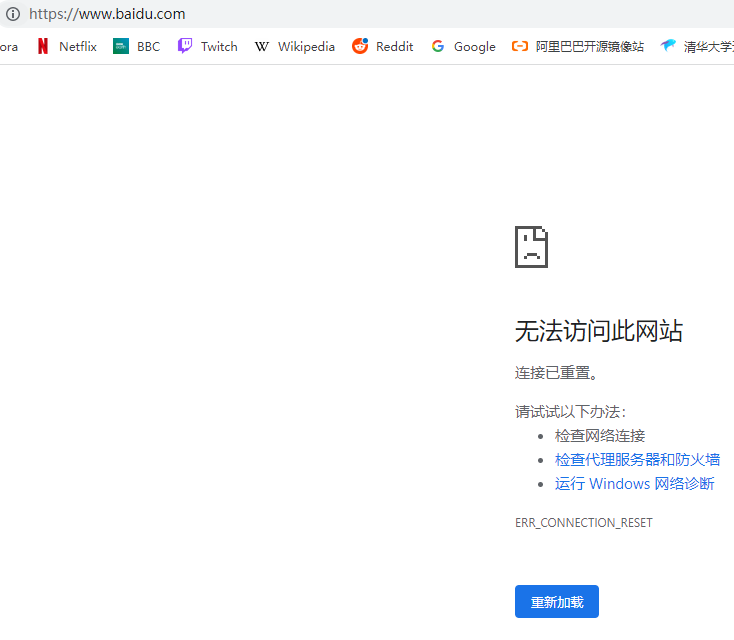 https://www.baidu.com
ora Netflix BBC Twitch Wikipedia Reddit Google 阿里巴巴开源镜像站 清华大学
无法访问此网站
连接已重置。
请试试以下办法：
检查网络连接
检查代理服务器和防火墙
运行 Windows 网络诊断
ERR_CONNECTION_RESET
重新加载